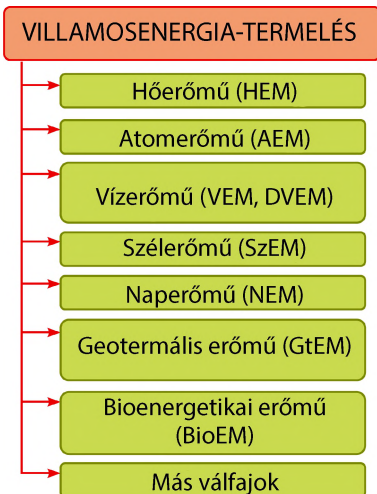 VILLAMOSENERGIA-TERMELÉS
Hőerőmű (HEM)
Atomerőmű (AEM)
Vízerőmű (VEM, DVEM)
Szélerőmű (SzEM)
Naperőmű (NEM)
Geotermális erőmű (GtEM)
Bioenergetikai erőmű
(BioEM)
Más válfajok